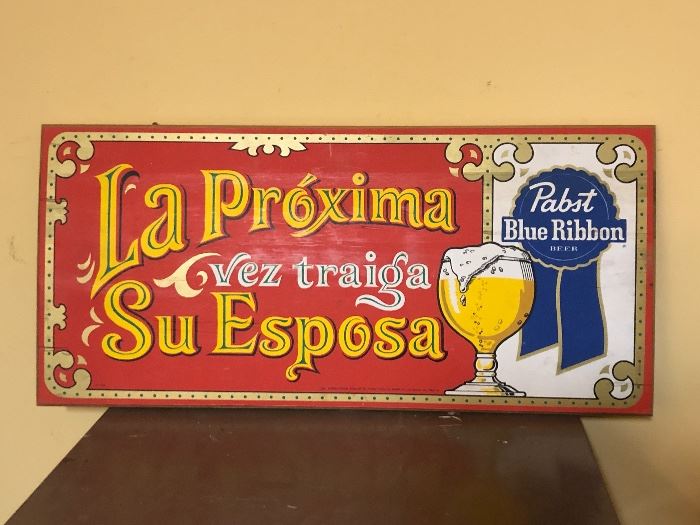 La Próxima
vez traiga
Su Esposa
Pabst
Blue Ribbon
BEER